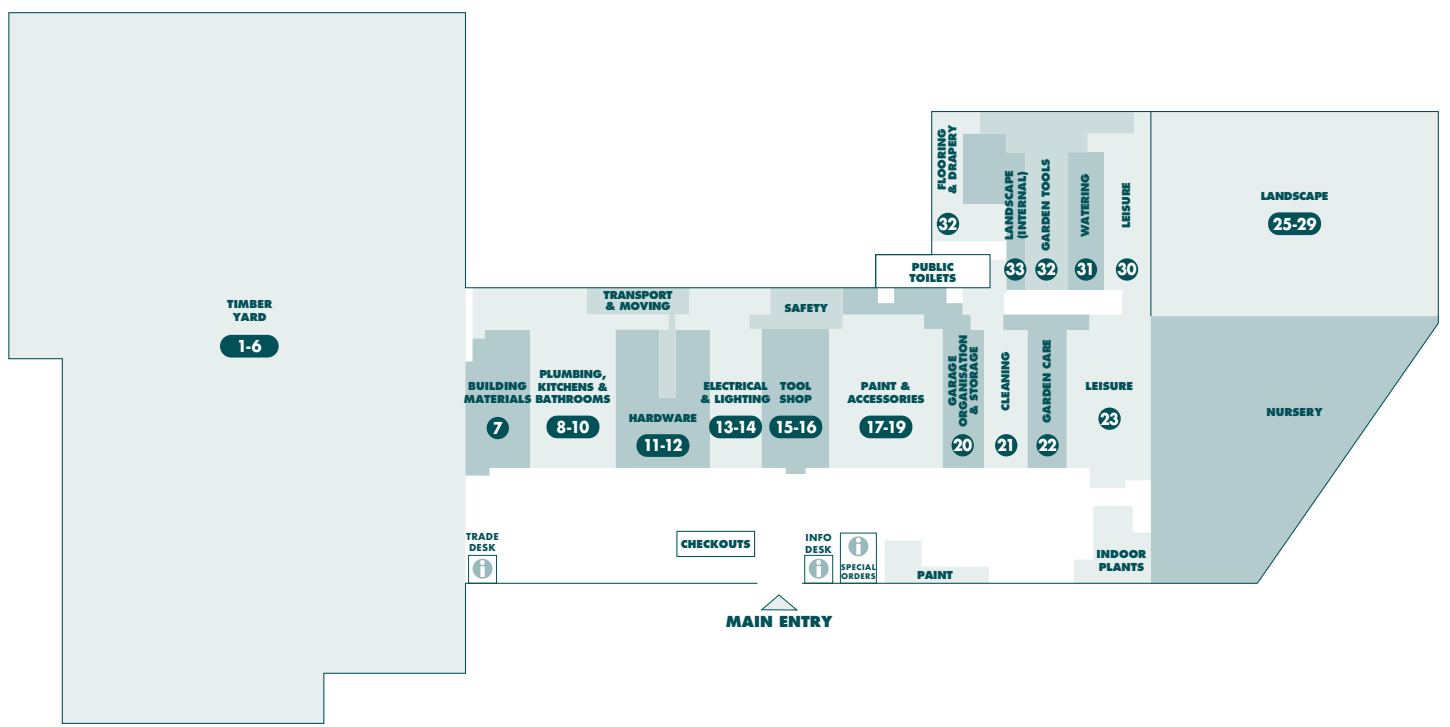 FLOORING
& DRAPERY
32
LANDSCAPE
(INTERNAL)
33
GARDEN TOOLS
32
WATERING
31
LEISURE
30
LANDSCAPE
25-29
PUBLIC
TOILETS
TIMBER
YARD
1-6
TRANSPORT
& MOVING
SAFETY
BUILDING
MATERIALS
7
PLUMBING,
KITCHENS &
BATHROOMS
8-10
HARDWARE
11-12
ELECTRICAL
& LIGHTING
13-14
TOOL
SHOP
15-16
PAINT &
ACCESSORIES
17-19
GARAGE
ORGANISATION
& STORAGE
20
CLEANING
21
GARDEN CARE
22
LEISURE
23
NURSERY
TRADE
DESK
i
CHECKOUTS
INFO
DESK
i
i
SPECIAL
ORDERS
PAINT
INDOOR
PLANTS
MAIN ENTRY